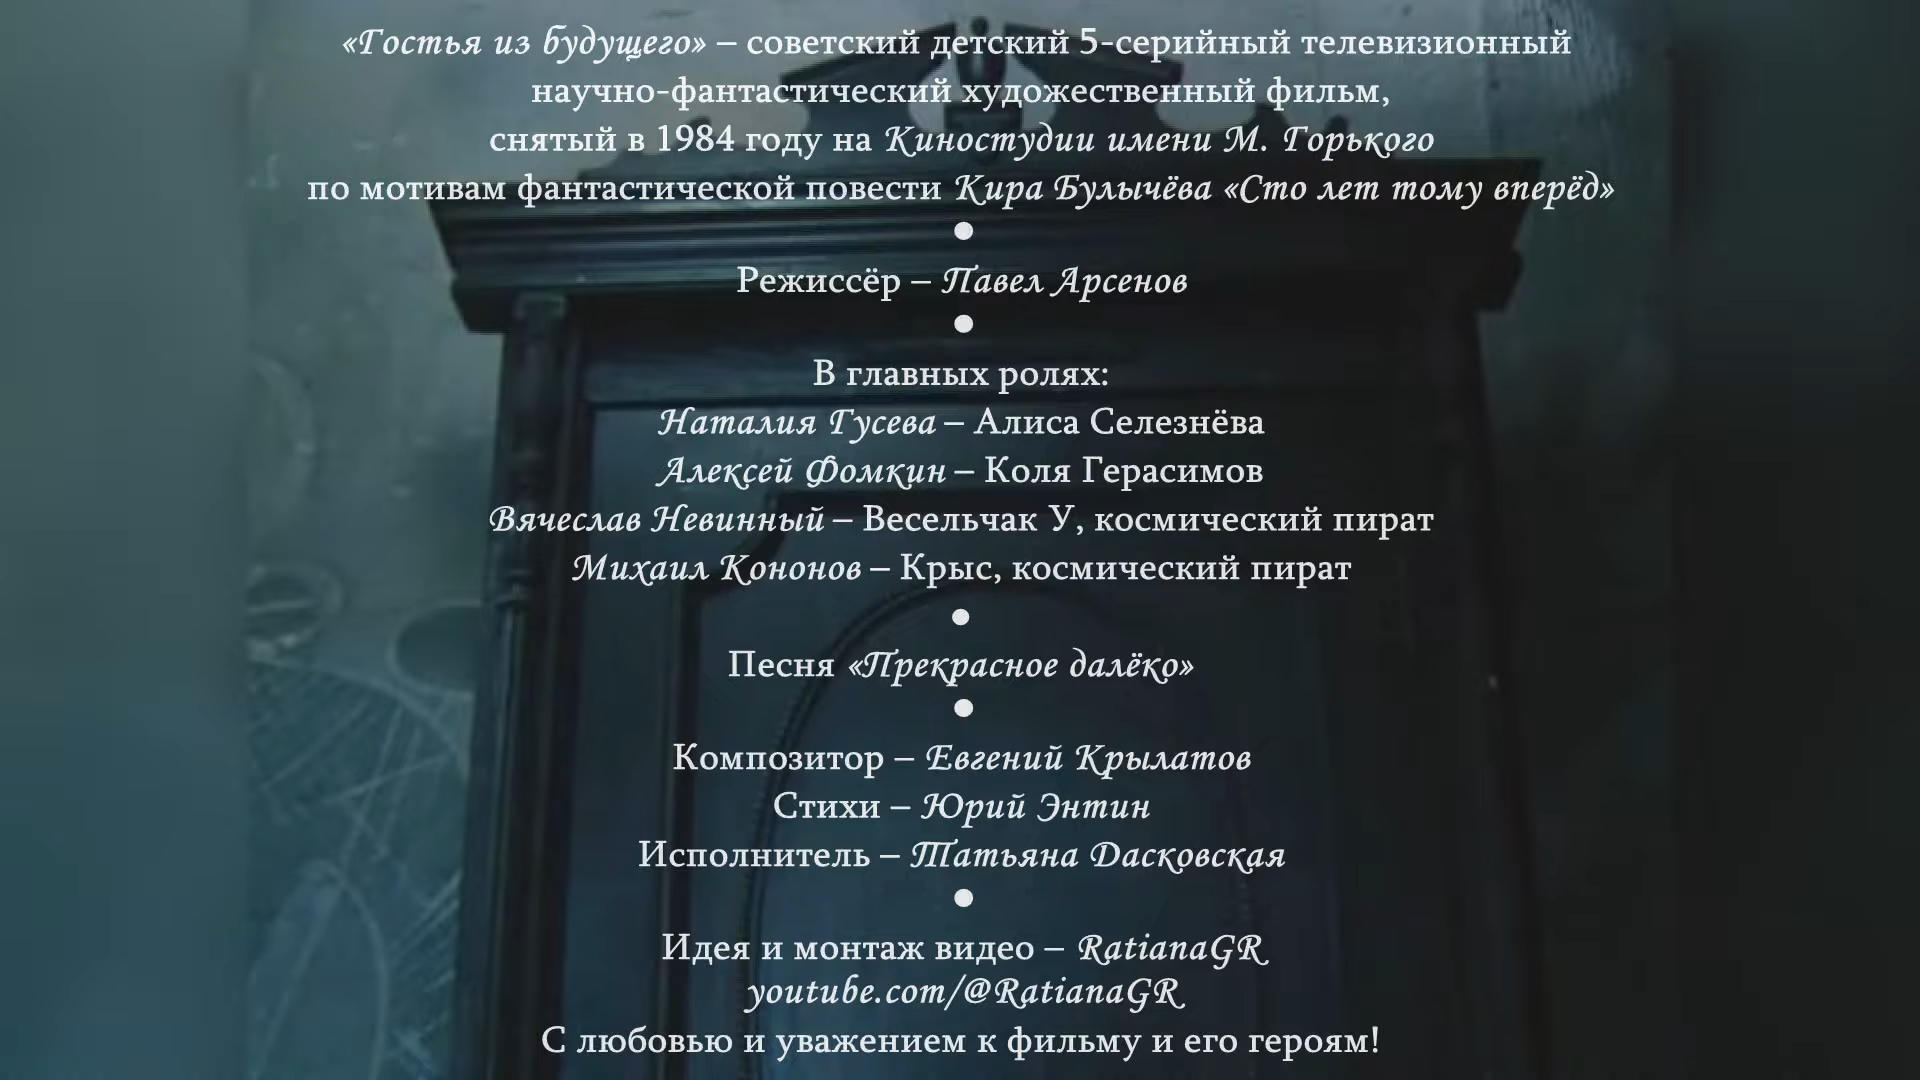 «Гостья из будущего» – советский детский 5-серийный телевизионный
научно-фантастический художественный фильм,
снятый в 1984 году на Киностудии имени М. Горького
по мотивам фантастической повести Кира Булычёва «Сто лет тому вперёд»
●
Режиссёр – Павел Арсенов
●
В главных ролях:
Наталия Гусева – Алиса Селезнёва
Алексей Фомкин – Коля Герасимов
Вячеслав Невинный – Весельчак У, космический пират
Михаил Кононов – Крыс, космический пират
●
Песня «Прекрасное далёко»
●
Композитор – Евгений Крылатов
Стихи – Юрий Энтин
Исполнитель – Татьяна Дасковская
●
Идея и монтаж видео – RatianaGR
youtube.com/@RatianaGR
С любовью и уважением к фильму и его героям!